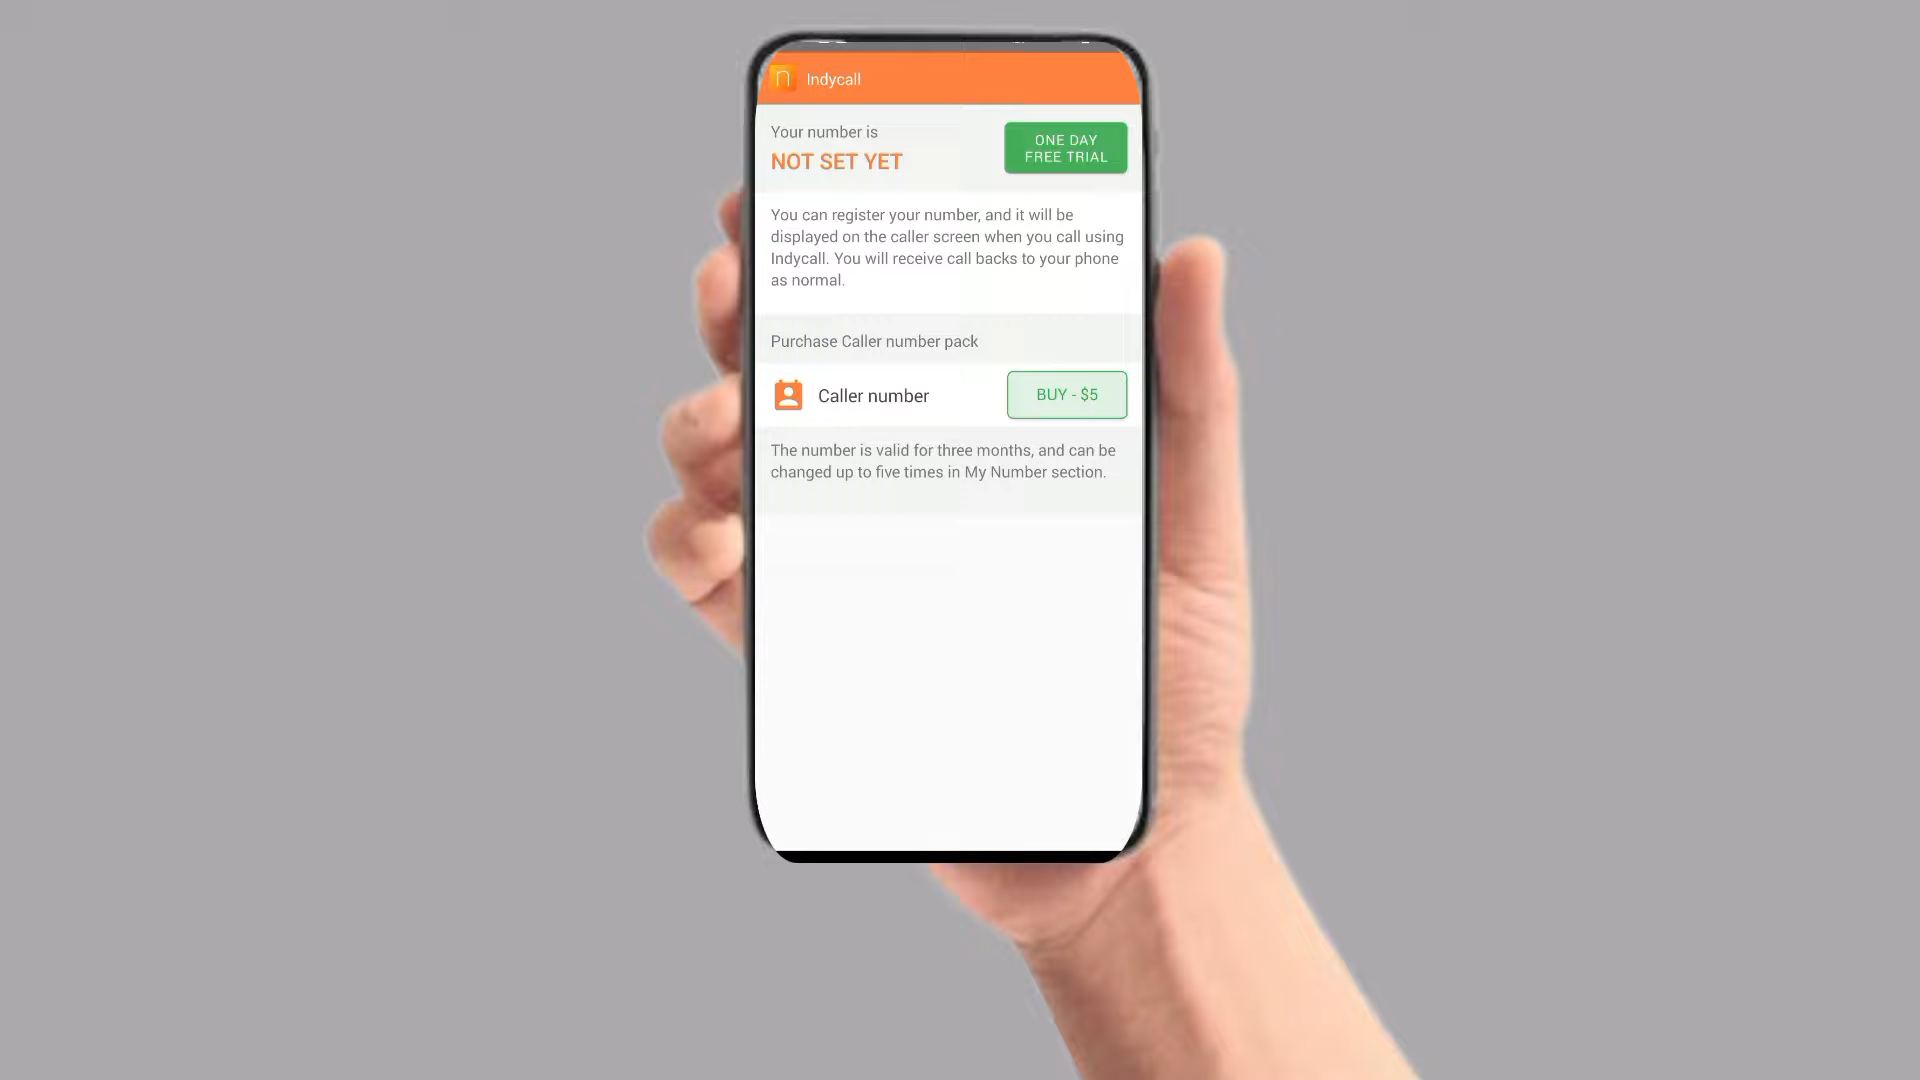 Indycall
Your number is
NOT SET YET
ONE DAY
FREE TRIAL
You can register your number, and it will be
displayed on the caller screen when you call using
Indycall. You will receive call backs to your phone
as normal.
Purchase Caller number pack
Caller number
BUY - $5
The number is valid for three months, and can be
changed up to five times in My Number section.